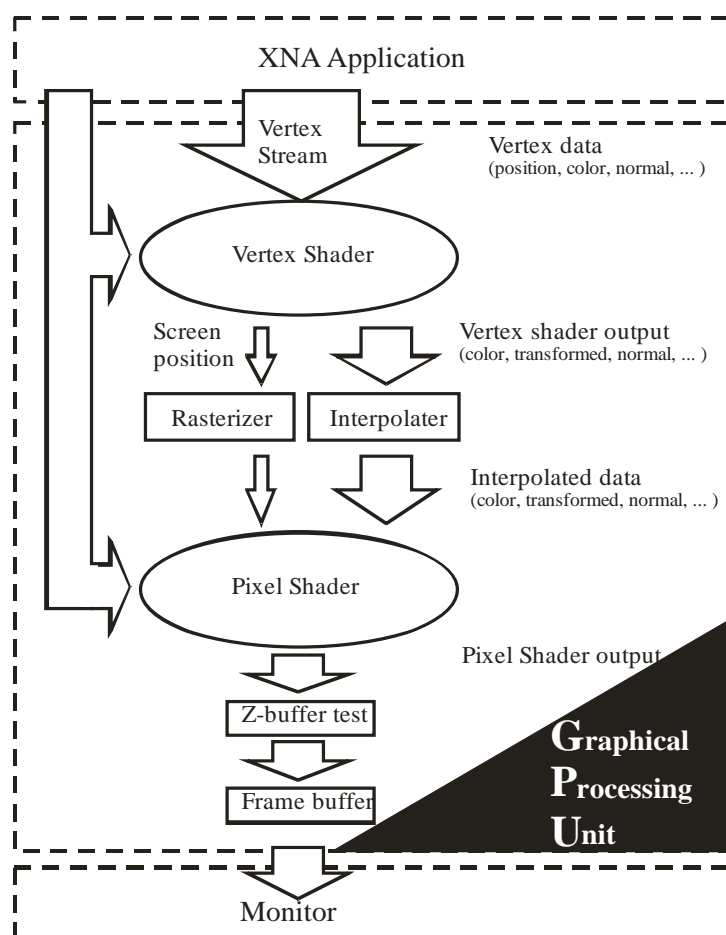 XNA Application
Vertex
Stream
Vertex data
(position, color, normal, ... )
Vertex Shader
Screen
position
Vertex shader output
(color, transformed, normal, ... )
Rasterizer
Interpolater
Interpolated data
(color, transformed, normal, ... )
Pixel Shader
Pixel Shader output
Z-buffer test
Frame buffer
Graphical
Processing
Unit
Monitor